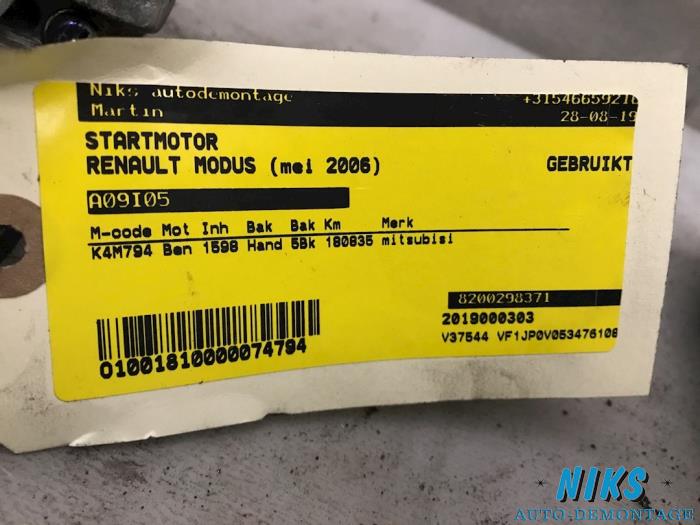 Niks autodemontage +3154665921
Martin 28-08-19
STARTMOTOR
RENAULT MODUS (mei 2006) GEBRUIKT
A09I05
M-code Mot Inh Bak Bak Km Merk
K4M794 Ben 1598 Hand 5Bk 180835 mitsubisi
8200298371
2019000303
V37544 VF1JP0V053476108
0100181000074794
NIKS
AUTO-DEMONTAGE